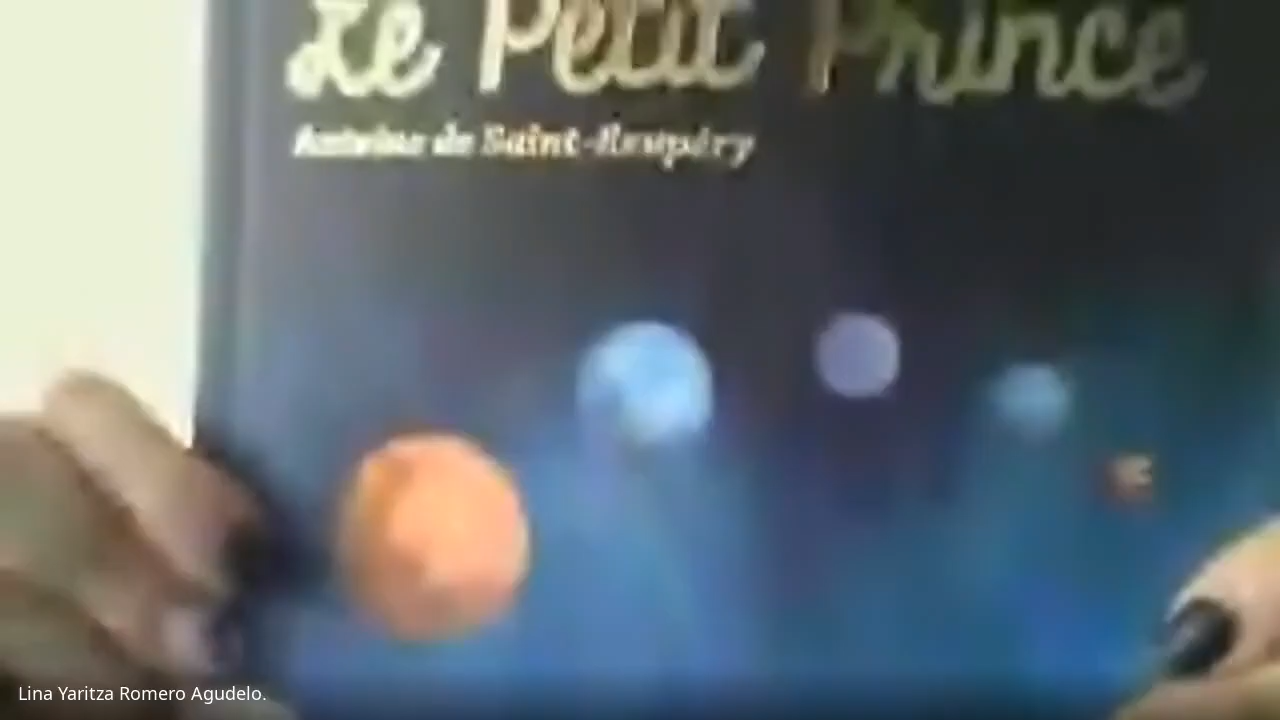 Le Petit Prince
Antoine de Saint-Exupéry
Lina Yaritza Romero Agudelo.